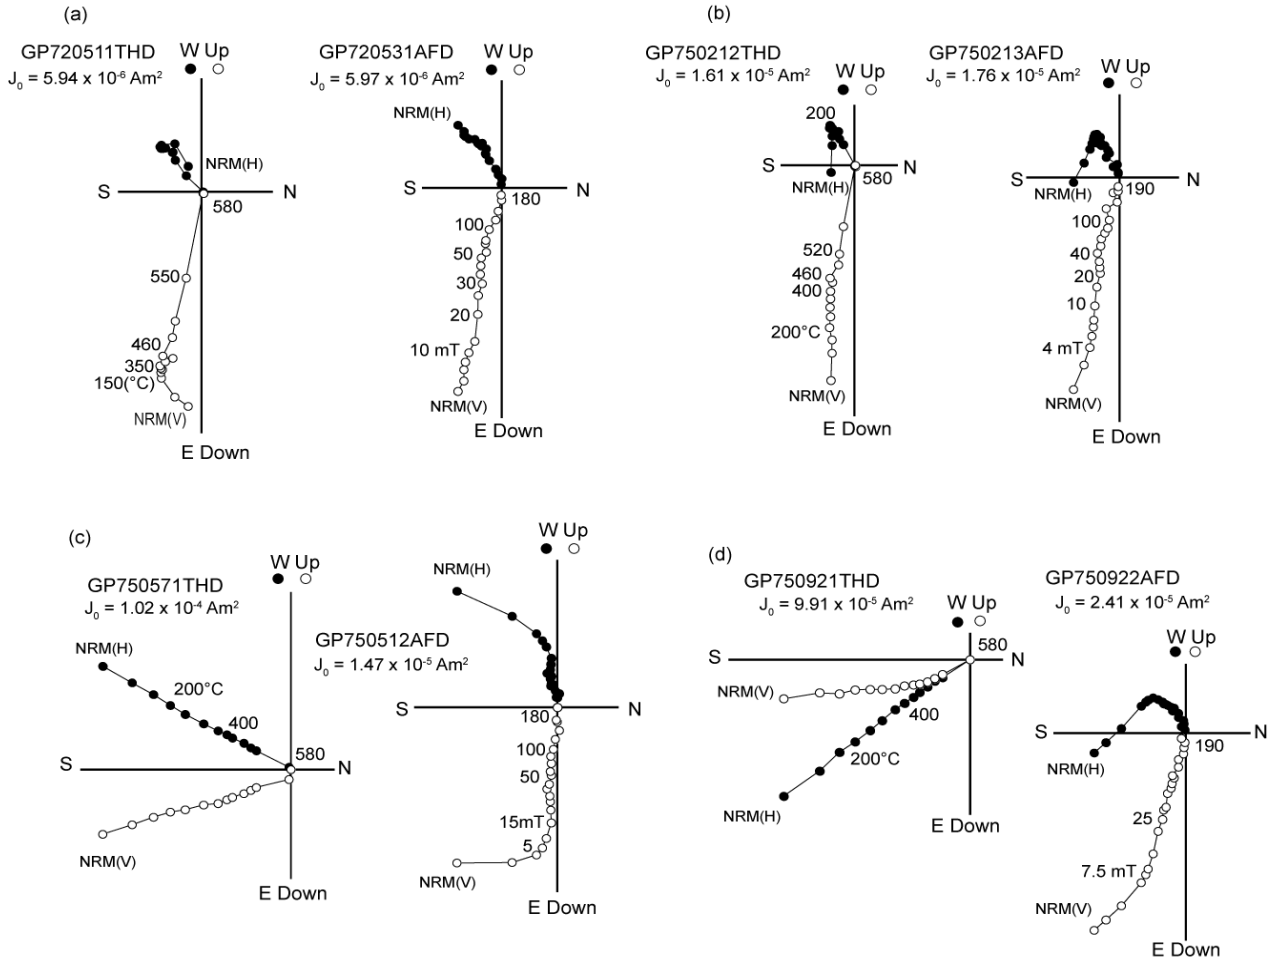 (a)
GP720511THD
J₀ = 5.94 x 10⁻⁶ Am²
W Up
NRM(H)
S
N
580
550
460
350
150(°C)
NRM(V)
E Down
GP720531AFD
J₀ = 5.97 x 10⁻⁶ Am²
W Up
NRM(H)
S
N
180
100
50
30
20
10 mT
NRM(V)
E Down
(b)
GP750212THD
J₀ = 1.61 x 10⁻⁵ Am²
W Up
200
S
N
580
NRM(H)
520
460
400
200°C
NRM(V)
E Down
GP750213AFD
J₀ = 1.76 x 10⁻⁵ Am²
W Up
S
N
190
NRM(H)
100
40
20
10
4 mT
NRM(V)
E Down
(c)
W Up
GP750571THD
J₀ = 1.02 x 10⁻⁴ Am²
NRM(H)
200°C
400
580
S
N
NRM(V)
E Down
W Up
NRM(H)
GP750512AFD
J₀ = 1.47 x 10⁻⁵ Am²
S
N
180
100
50
15mT
5
NRM(V)
E Down
(d)
GP750921THD
J₀ = 9.91 x 10⁻⁵ Am²
W Up
580
S
N
NRM(V)
400
200°C
NRM(H)
E Down
GP750922AFD
J₀ = 2.41 x 10⁻⁵ Am²
W Up
S
N
190
NRM(H)
25
7.5 mT
NRM(V)
E Down